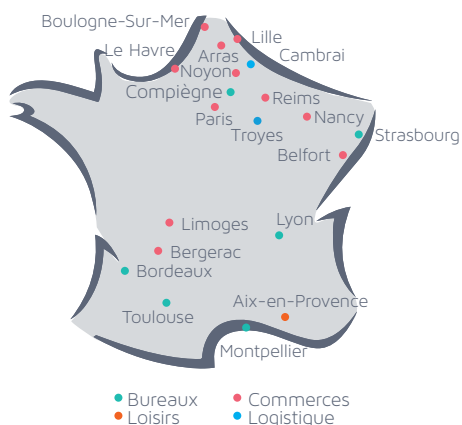 Boulogne-Sur-Mer
Lille
Le Havre
Arras
Cambrai
Noyon
Compiègne
Reims
Paris
Nancy
Troyes
Strasbourg
Belfort
Limoges
Lyon
Bergerac
Bordeaux
Aix-en-Provence
Toulouse
Montpellier
Bureaux
Commerces
Loisirs
Logistique